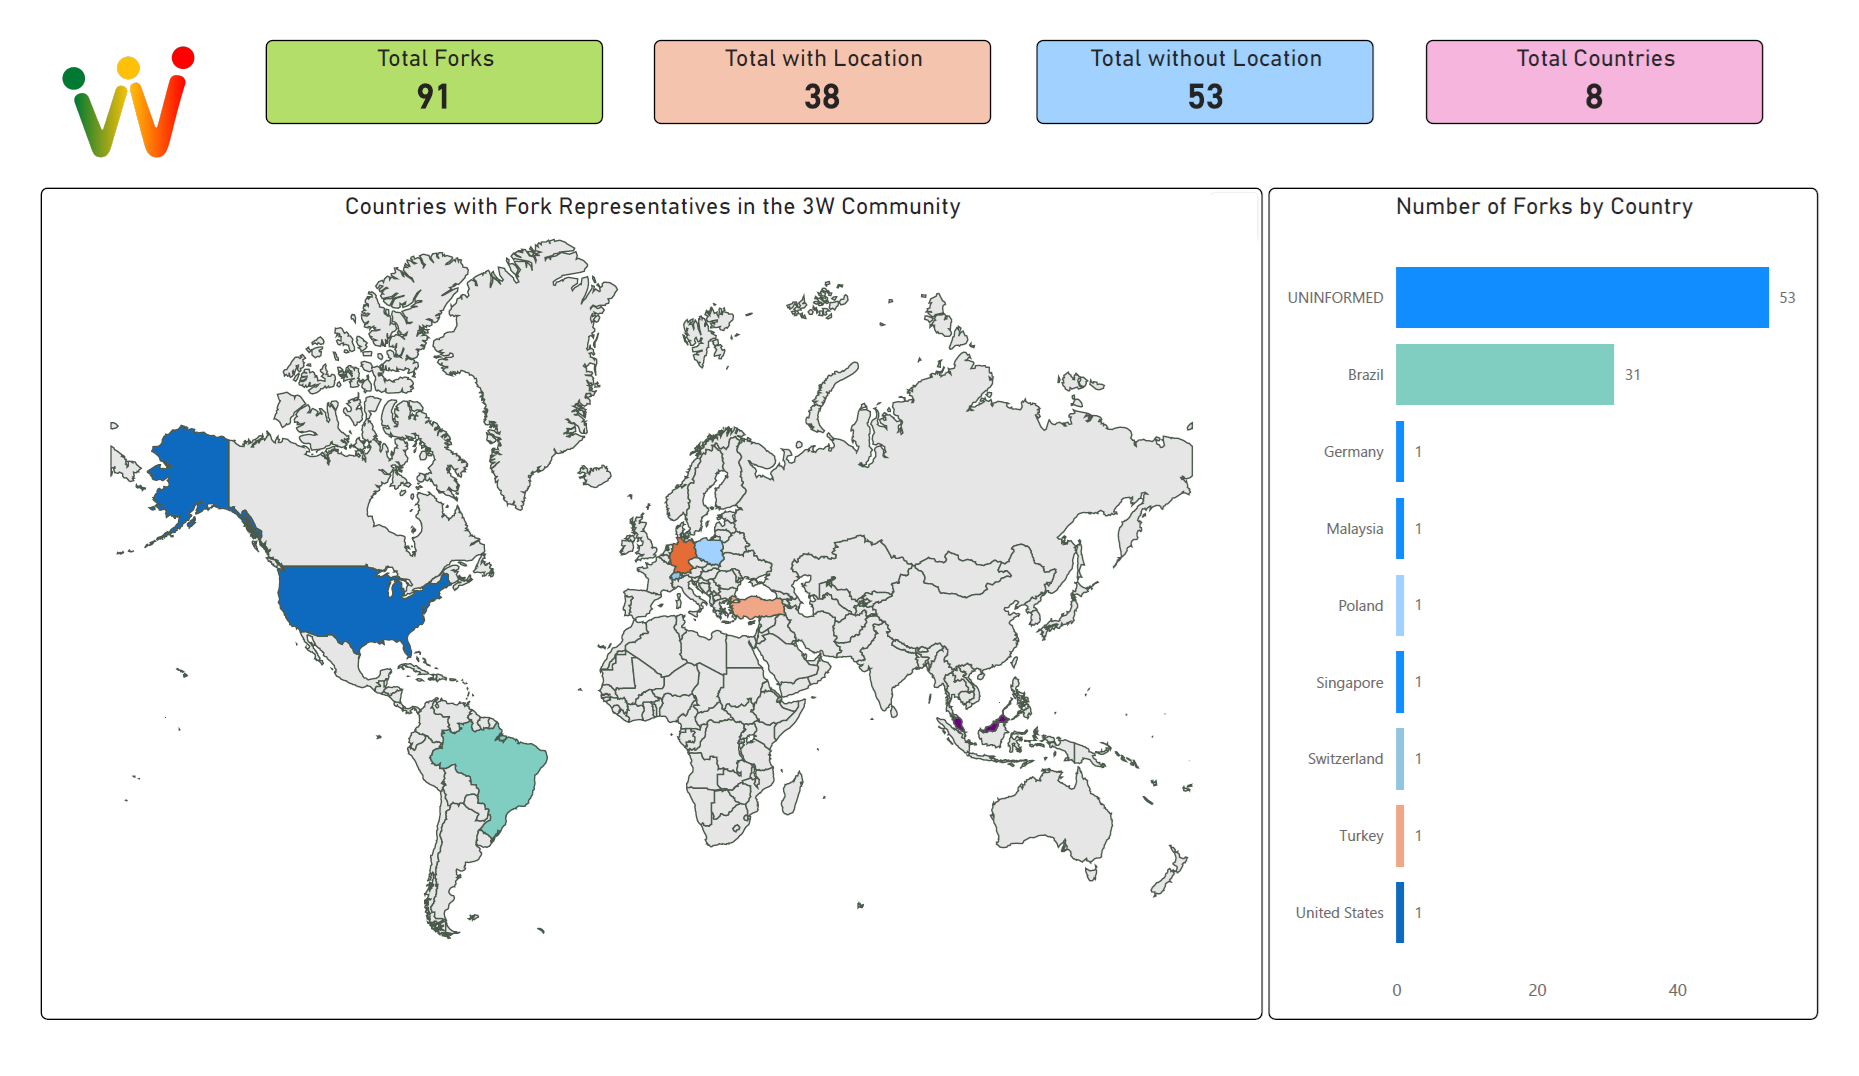 Total Forks
91
Total with Location
38
Total without Location
53
Total Countries
8
Countries with Fork Representatives in the 3W Community
Number of Forks by Country
UNINFORMED 53
Brazil 31
Germany 1
Malaysia 1
Poland 1
Singapore 1
Switzerland 1
Turkey 1
United States 1
0 20 40